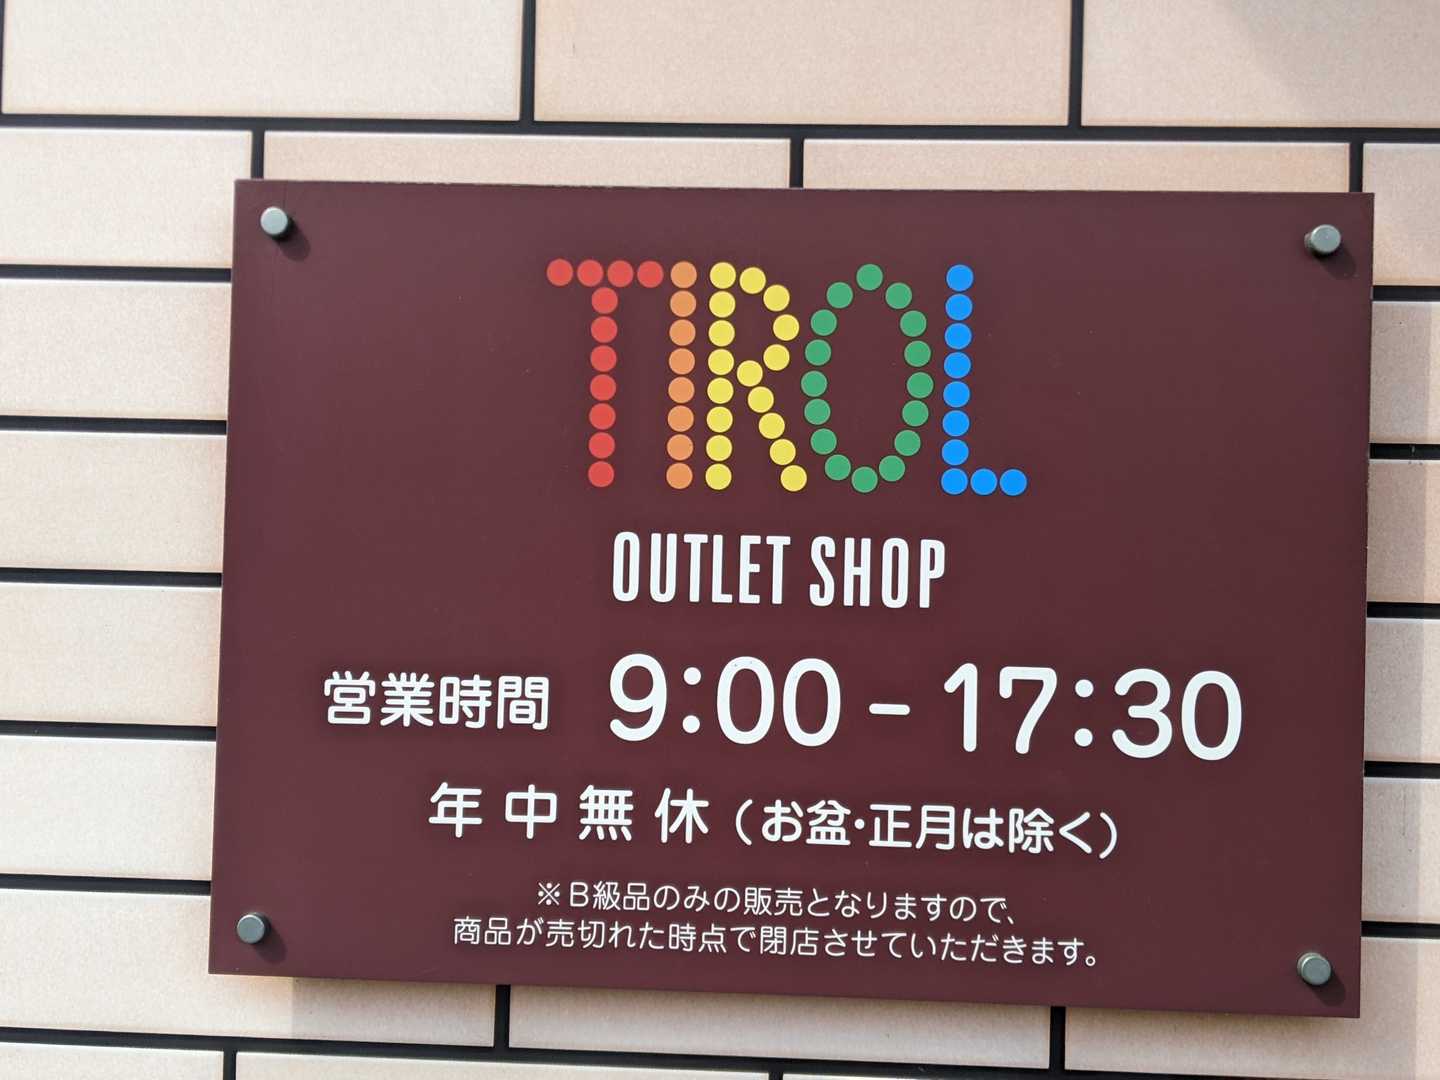 TIROL
OUTLET SHOP
営業時間 9:00-17:30
年中無休(お盆・正月は除く)
※B級品のみの販売となりますので、
商品が売切れた時点で閉店させていただきます。